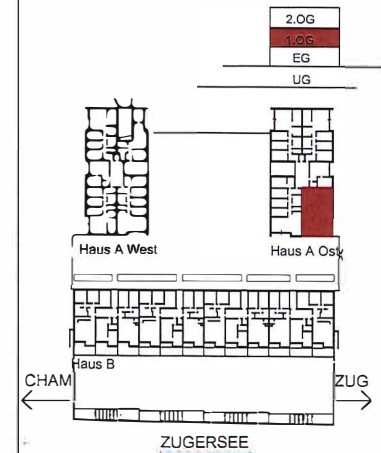 2.OG
1.OG
EG
UG
Haus A West
Haus A Ost
Haus B
CHAM
ZUG
ZUGERSEE